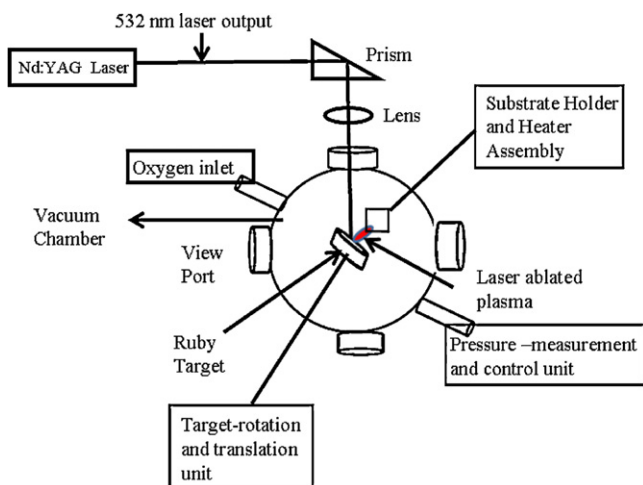 532 nm laser output
Nd:YAG Laser
Prism
Lens
Substrate Holder
and Heater
Assembly
Oxygen inlet
Vacuum
Chamber
View
Port
Laser ablated
plasma
Ruby
Target
Pressure –measurement
and control unit
Target-rotation
and translation
unit